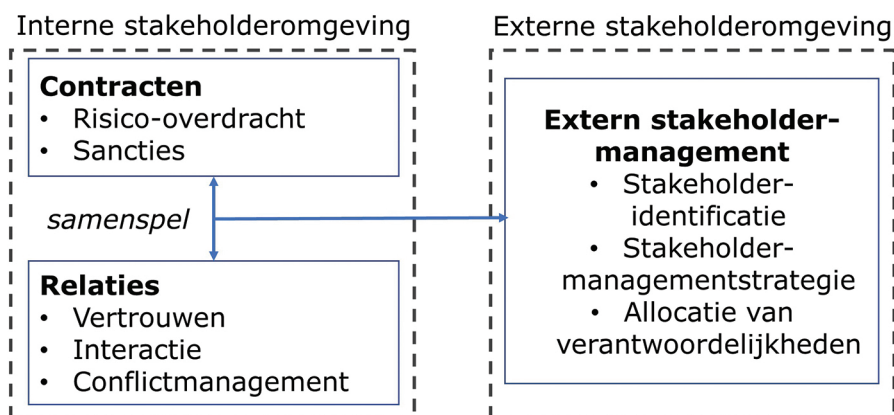 Interne stakeholderomgeving
Contracten
• Risico-overdracht
• Sancties
samenspel
Relaties
• Vertrouwen
• Interactie
• Conflictmanagement
Externe stakeholderomgeving
Extern stakeholder-
management
• Stakeholder-
identificatie
• Stakeholder-
managementstrategie
• Allocatie van
verantwoordelijkheden